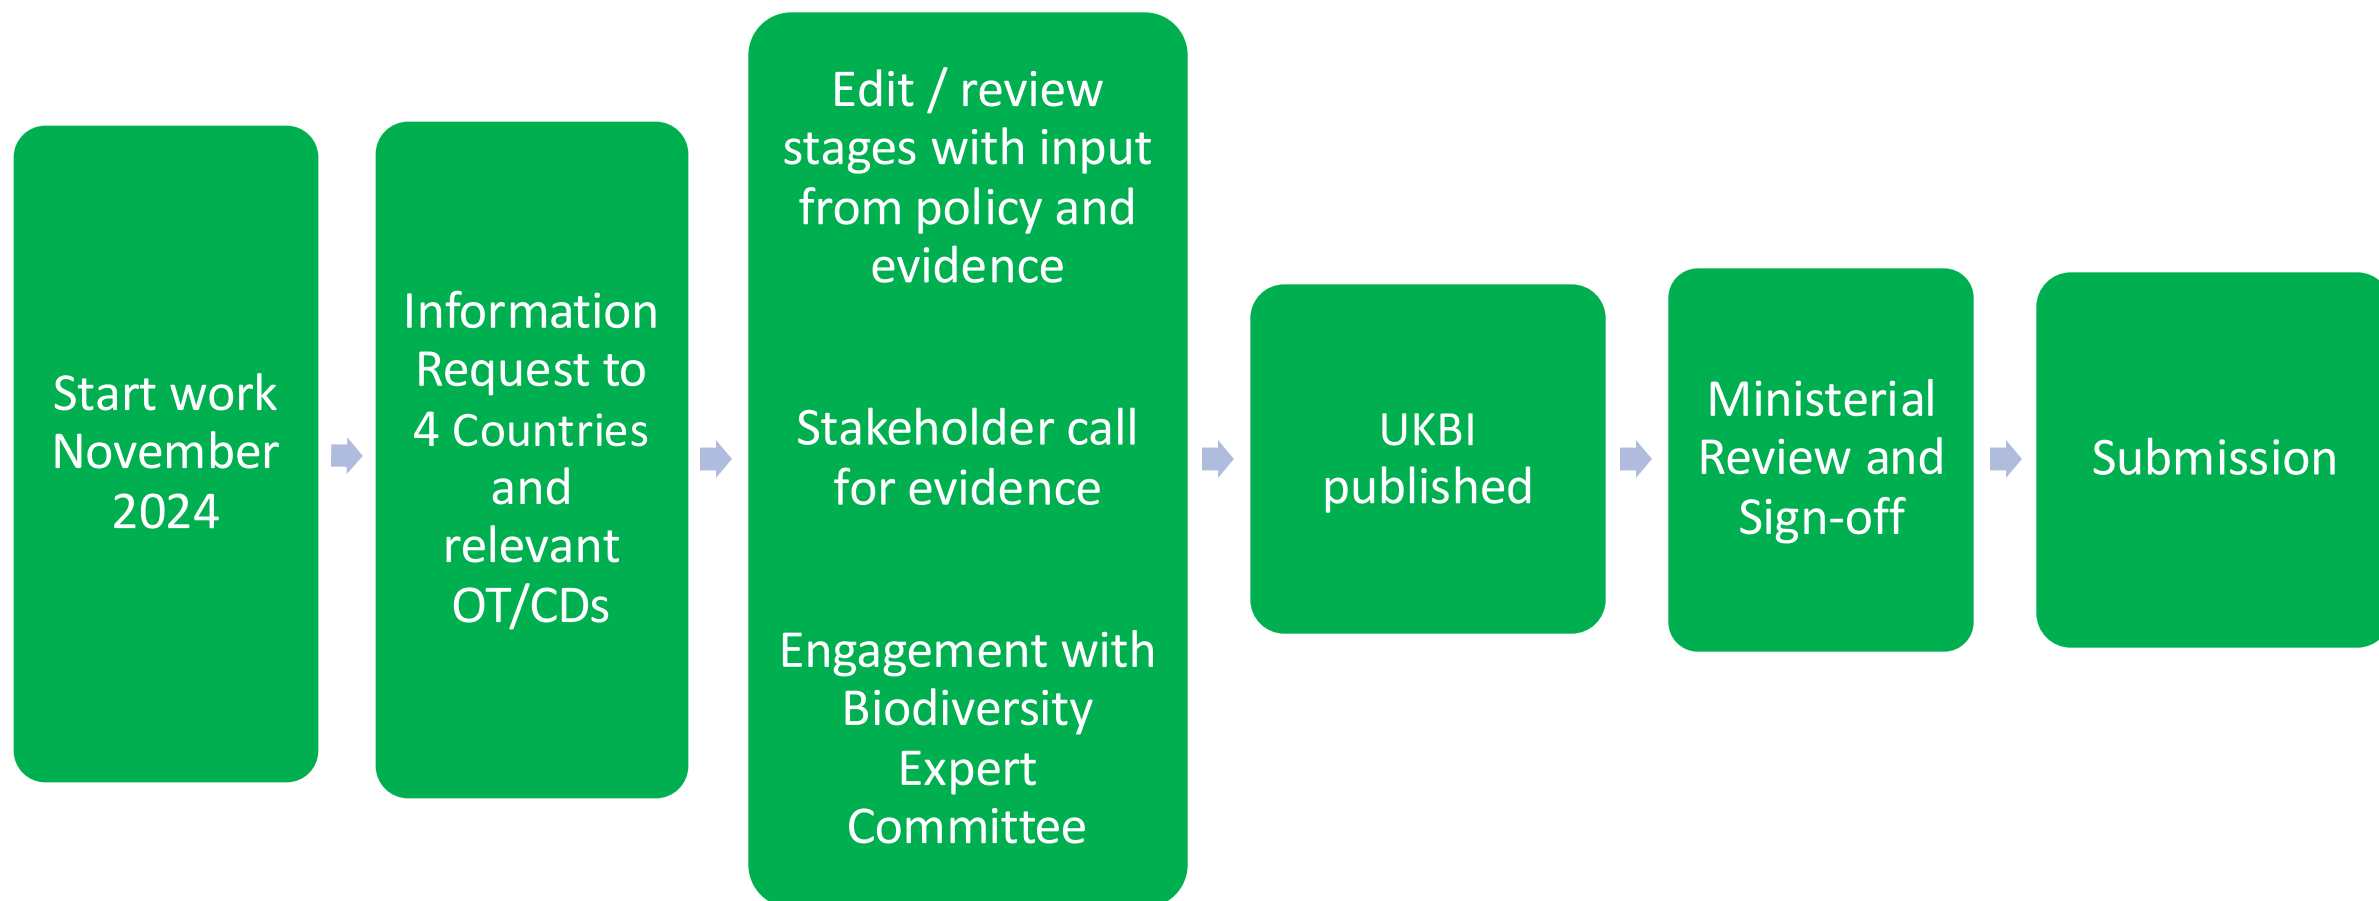 Start work
November
2024
Information
Request to
4 Countries
and
relevant
OT/CDs
Edit / review
stages with input
from policy and
evidence
Stakeholder call
for evidence
Engagement with
Biodiversity
Expert
Committee
UKBI
published
Ministerial
Review and
Sign-off
Submission